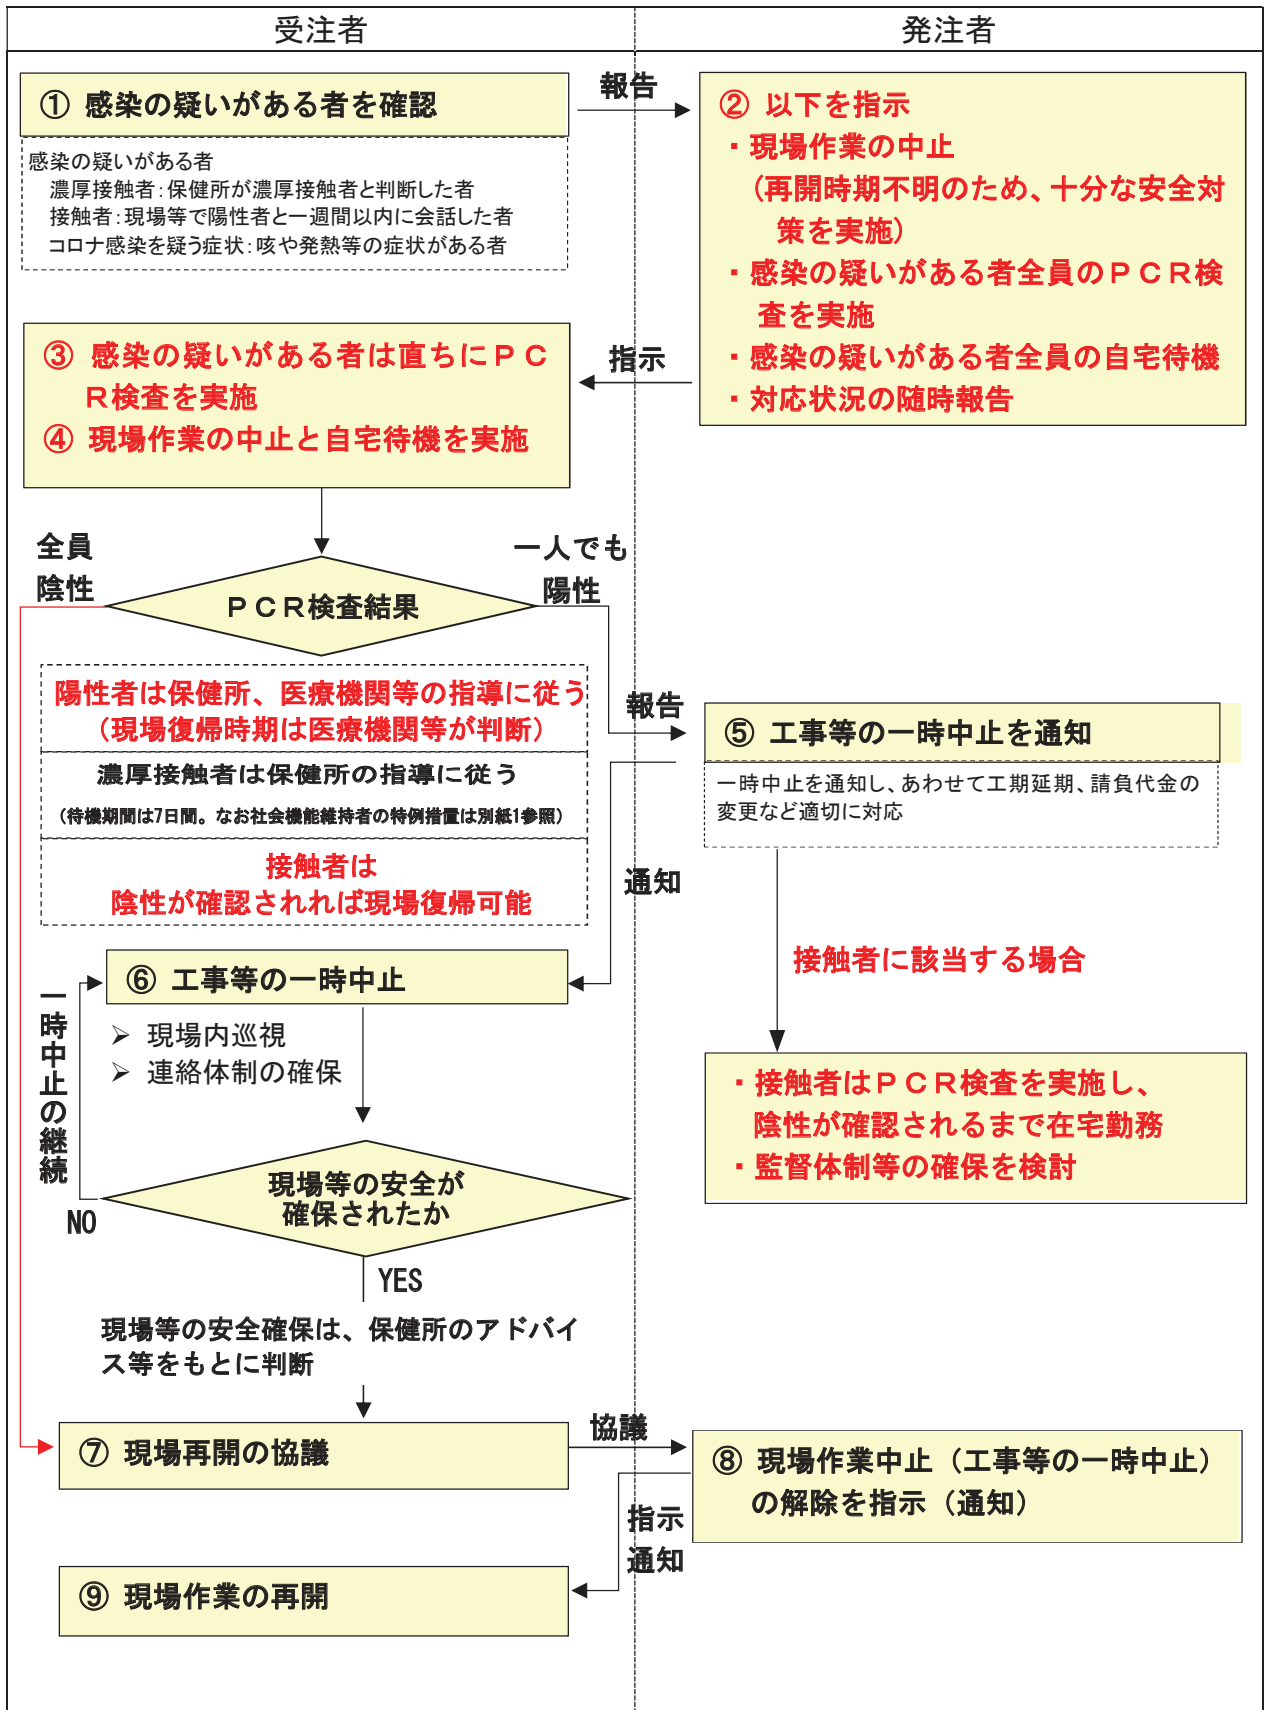 受注者
発注者
① 感染の疑いがある者を確認
報告
感染の疑いがある者
濃厚接触者：保健所が濃厚接触者と判断した者
接触者：現場等で陽性者と一週間以内に会話した者
コロナ感染を疑う症状：咳や発熱等の症状がある者
② 以下を指示
・現場作業の中止
（再開時期不明のため、十分な安全対
策を実施）
・感染の疑いがある者全員のＰＣＲ検
査を実施
・感染の疑いがある者全員の自宅待機
・対応状況の随時報告
指示
③ 感染の疑いがある者は直ちにＰＣ
Ｒ検査を実施
④ 現場作業の中止と自宅待機を実施
全員
陰性
一人でも
陽性
ＰＣＲ検査結果
陽性者は保健所、医療機関等の指導に従う
（現場復帰時期は医療機関等が判断）
濃厚接触者は保健所の指導に従う
（待機期間は7日間。なお社会機能維持者の特例措置は別紙1参照）
接触者は
陰性が確認されれば現場復帰可能
報告
⑤ 工事等の一時中止を通知
一時中止を通知し、あわせて工期延期、請負代金の
変更など適切に対応
通知
接触者に該当する場合
・接触者はＰＣＲ検査を実施し、
陰性が確認されるまで在宅勤務
・監督体制等の確保を検討
⑥ 工事等の一時中止
➢ 現場内巡視
➢ 連絡体制の確保
一時中止の継続
現場等の安全が
確保されたか
NO
YES
現場等の安全確保は、保健所のアドバイ
ス等をもとに判断
⑦ 現場再開の協議
協議
⑧ 現場作業中止（工事等の一時中止）
の解除を指示（通知）
指示
通知
⑨ 現場作業の再開